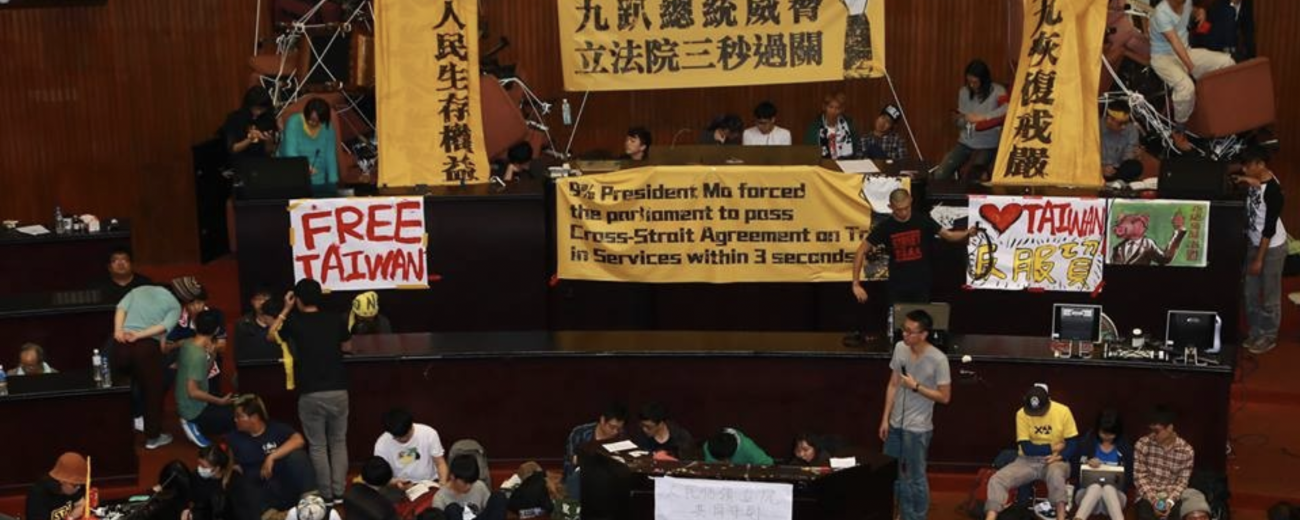 人民生存權益
九趴總統威脅
立法院三秒過關
九灰復戒嚴
FREE
TAIWAN
9% President Ma forced
the parliament to pass
Cross-Strait Agreement on
in Services within 3 seconds
TAIWAN
反服貿